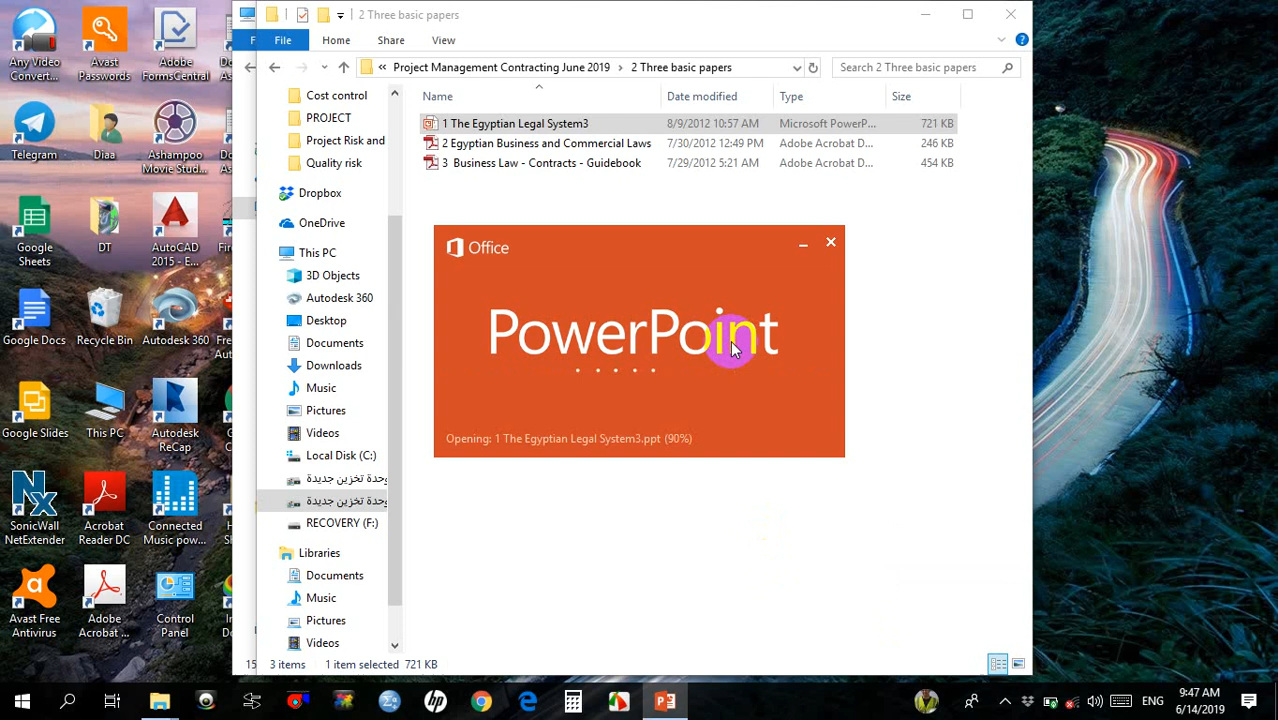 Any Video
Conver...
Avast
Passwords
Adobe
FormsCentral
Telegram
Diaa
Ashampoo
Movie Stud...
Google
Sheets
DT
AutoCAD
2015 - E...
Google Docs
Recycle Bin
Autodesk 360
Google Slides
This PC
Autodesk
ReCap
SonicWall
NetExtender
Acrobat
Reader DC
Connected
Music pow...
Avast Free
Antivirus
Adobe
Acrobat ...
Control
Panel
2 Three basic papers
File
Home
Share
View
Project Management Contracting June 2019
2 Three basic papers
Search 2 Three basic papers
Name
Date modified
Type
Size
1 The Egyptian Legal System3
8/9/2012 10:57 AM
Microsoft PowerP...
721 KB
2 Egyptian Business and Commercial Laws
7/30/2012 12:49 PM
Adobe Acrobat D...
246 KB
3 Business Law - Contracts - Guidebook
7/29/2012 5:21 AM
Adobe Acrobat D...
454 KB
Cost control
PROJECT
Project Risk and
Quality risk
Dropbox
OneDrive
This PC
3D Objects
Autodesk 360
Desktop
Documents
Downloads
Music
Pictures
Videos
Local Disk (C:)
وحدة تخزين جديدة
وحدة تخزين جديدة
RECOVERY (F:)
Libraries
Documents
Music
Pictures
Videos
Office
PowerPoint
Opening: 1 The Egyptian Legal System3.ppt (90%)
15
3 items
1 item selected 721 KB
ENG
9:47 AM
6/14/2019